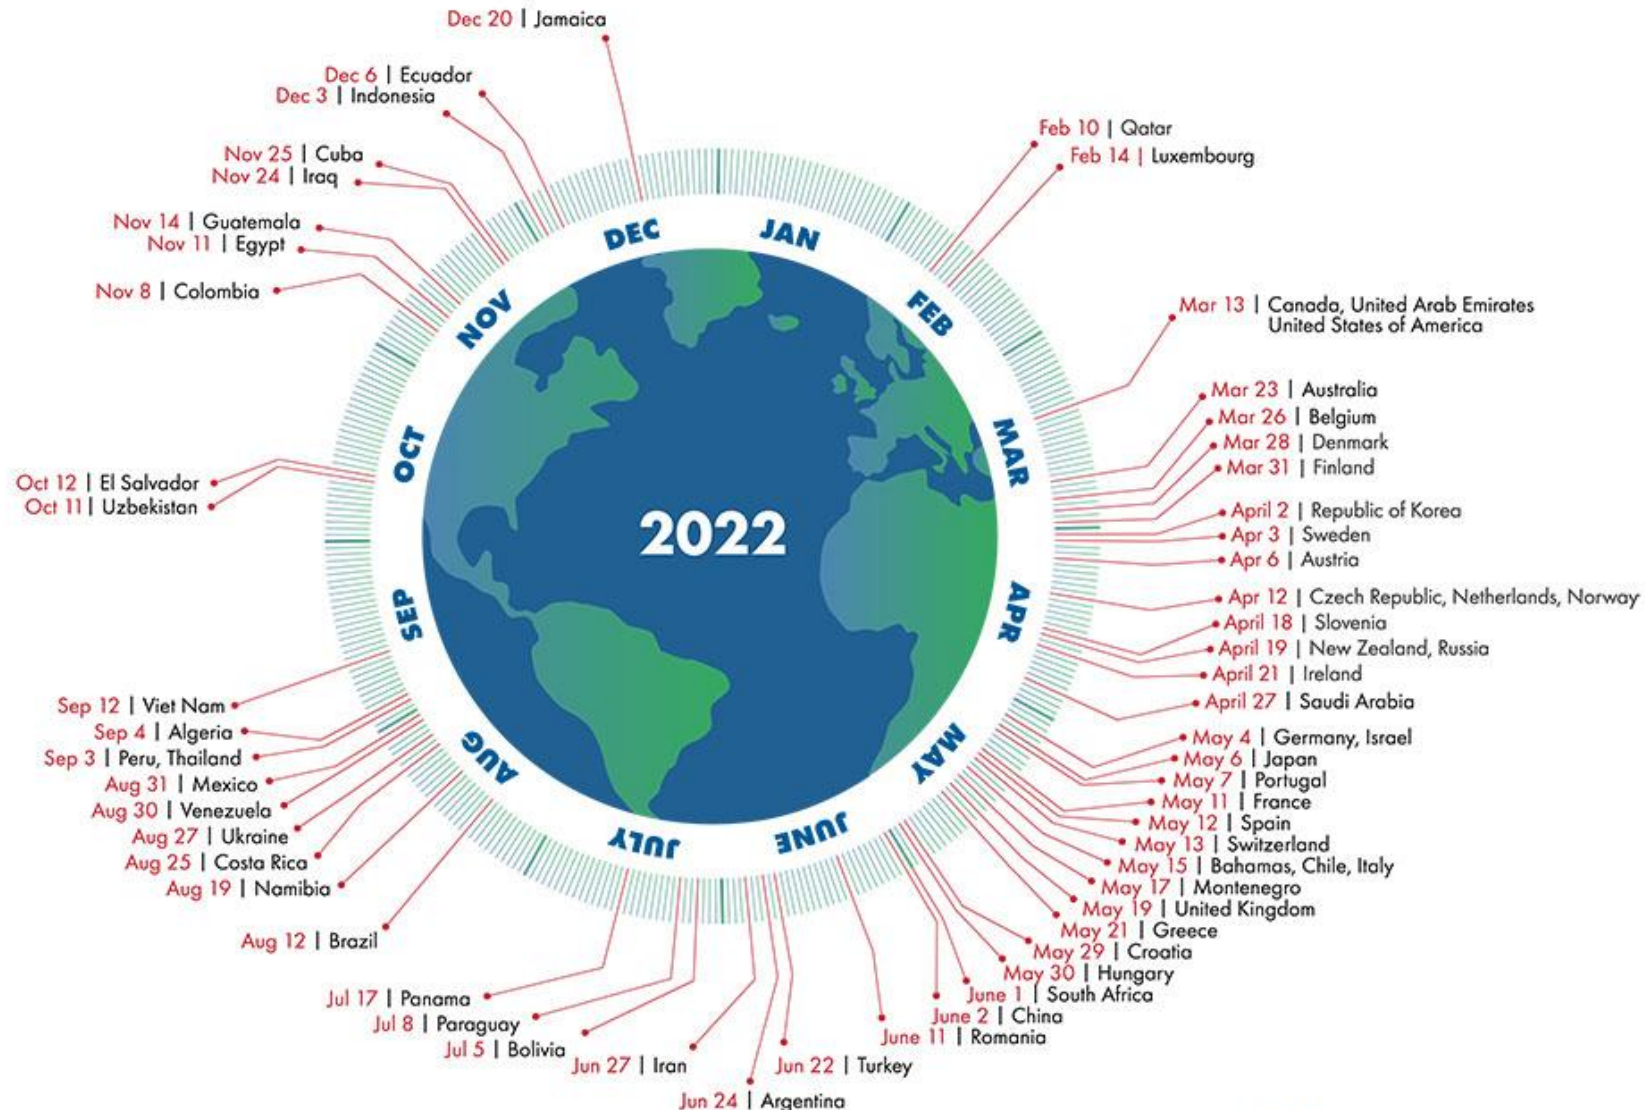 Dec 20 | Jamaica
Dec 6 | Ecuador
Dec 3 | Indonesia
Nov 25 | Cuba
Nov 24 | Iraq
Nov 14 | Guatemala
Nov 11 | Egypt
Nov 8 | Colombia
Oct 12 | El Salvador
Oct 11 | Uzbekistan
Sep 12 | Viet Nam
Sep 4 | Algeria
Sep 3 | Peru, Thailand
Aug 31 | Mexico
Aug 30 | Venezuela
Aug 27 | Ukraine
Aug 25 | Costa Rica
Aug 19 | Namibia
Aug 12 | Brazil
Jul 17 | Panama
Jul 8 | Paraguay
Jul 5 | Bolivia
Jun 27 | Iran
Jun 24 | Argentina
Jun 22 | Turkey
Feb 10 | Qatar
Feb 14 | Luxembourg
Mar 13 | Canada, United Arab Emirates
United States of America
Mar 23 | Australia
Mar 26 | Belgium
Mar 28 | Denmark
Mar 31 | Finland
April 2 | Republic of Korea
Apr 3 | Sweden
Apr 6 | Austria
Apr 12 | Czech Republic, Netherlands, Norway
April 18 | Slovenia
April 19 | New Zealand, Russia
April 21 | Ireland
April 27 | Saudi Arabia
May 4 | Germany, Israel
May 6 | Japan
May 7 | Portugal
May 11 | France
May 12 | Spain
May 13 | Switzerland
May 15 | Bahamas, Chile, Italy
May 17 | Montenegro
May 19 | United Kingdom
May 21 | Greece
May 29 | Croatia
May 30 | Hungary
June 1 | South Africa
June 2 | China
June 11 | Romania
JAN
FEB
MAR
APR
MAY
JUNE
JULY
AUG
SEP
OCT
NOV
DEC
2022